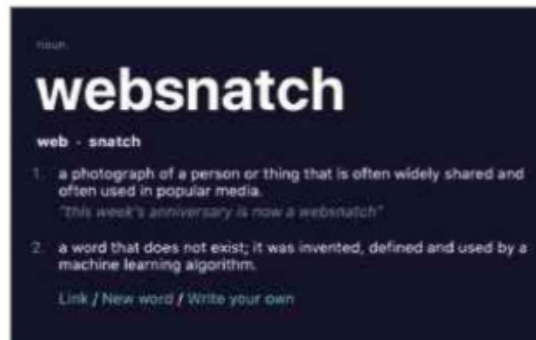 noun.
websnatch
web · snatch
1. a photograph of a person or thing that is often widely shared and
often used in popular media.
"this week's anniversary is now a websnatch"
2. a word that does not exist; it was invented, defined and used by a
machine learning algorithm.
Link / New word / Write your own